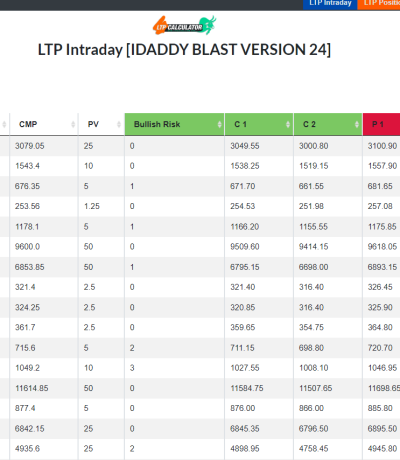 LTP Intraday LTP Positio
LTP CALCULATOR
LTP Intraday [IDADDY BLAST VERSION 24]
CMP PV Bullish Risk C 1 C 2 P 1
3079.05 25 0 3049.55 3000.80 3100.90
1543.4 10 0 1538.25 1519.15 1557.90
676.35 5 1 671.70 661.55 681.65
253.56 1.25 0 254.53 251.98 257.08
1178.1 5 1 1166.20 1155.55 1175.85
9600.0 50 0 9509.60 9414.15 9618.05
6853.85 50 1 6795.15 6698.00 6893.15
321.4 2.5 0 321.40 316.40 326.45
324.25 2.5 0 320.85 316.40 325.90
361.7 2.5 0 359.65 354.75 364.80
715.6 5 2 711.15 698.80 720.70
1049.2 10 3 1027.55 1008.10 1046.95
11614.85 50 0 11584.75 11507.65 11698.65
877.4 5 0 876.00 866.00 885.80
6842.15 25 0 6845.35 6796.50 6895.50
4935.6 25 2 4898.95 4758.45 4945.80